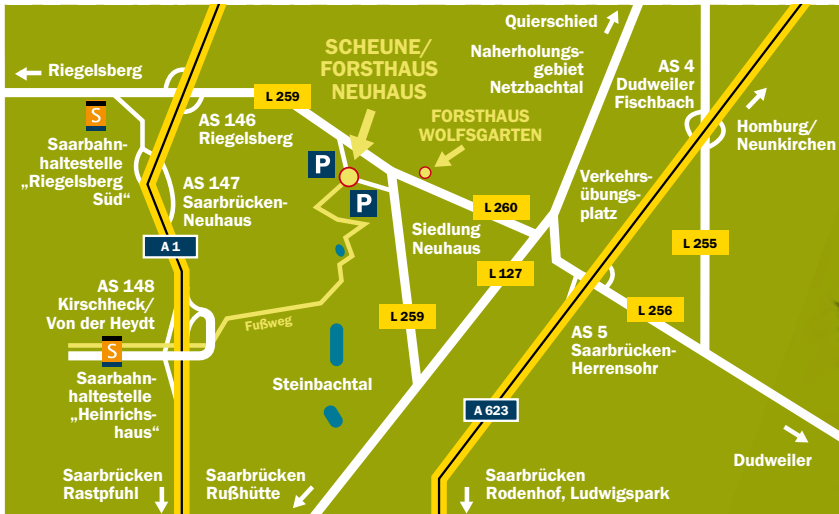 Quierschied
Riegelsberg
SCHEUNE/
FORSTHAUS
NEUHAUS
Naherholungs-
gebiet
Netzbachtal
AS 4
Dudweiler
Fischbach
L 259
S
AS 146
Riegelsberg
FORSTHAUS
WOLFSGARTEN
Homburg/
Neunkirchen
Saarbahn-
haltestelle
„Riegelsberg
Süd“
P
P
AS 147
Saarbrücken-
Neuhaus
Verkehrs-
übungs-
platz
L 260
Siedlung
Neuhaus
A 1
L 255
L 127
AS 148
Kirschheck/
Von der Heydt
L 256
Fußweg
L 259
AS 5
Saarbrücken-
Herrensohr
S
Saarbahn-
haltestelle
„Heinrichs-
haus“
Steinbachtal
A 623
Dudweiler
Saarbrücken
Rastpfuhl
Saarbrücken
Rußhütte
Saarbrücken
Rodenhof, Ludwigspark